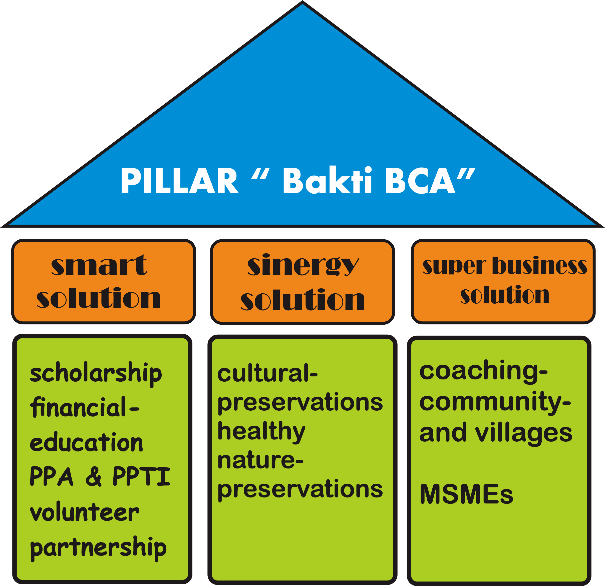 PILLAR “ Bakti BCA”
smart
solution
sinergy
solution
super business
solution
scholarship
financial-
education
PPA & PPTI
volunteer
partnership
cultural-
preservations
healthy
nature-
preservations
coaching-
community-
and villages
MSMEs